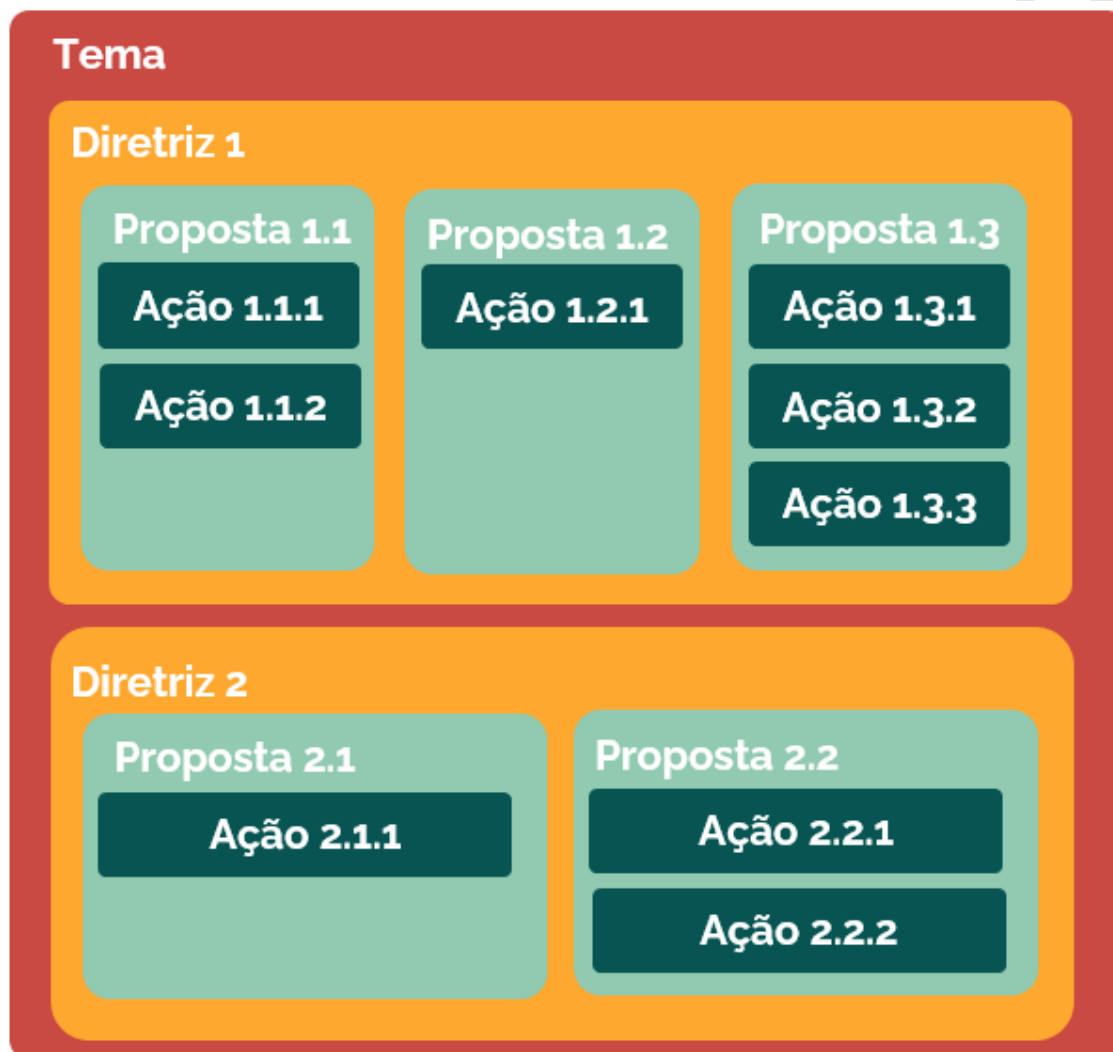 Tema
Diretriz 1
Proposta 1.1
Ação 1.1.1
Ação 1.1.2
Proposta 1.2
Ação 1.2.1
Proposta 1.3
Ação 1.3.1
Ação 1.3.2
Ação 1.3.3
Diretriz 2
Proposta 2.1
Ação 2.1.1
Proposta 2.2
Ação 2.2.1
Ação 2.2.2